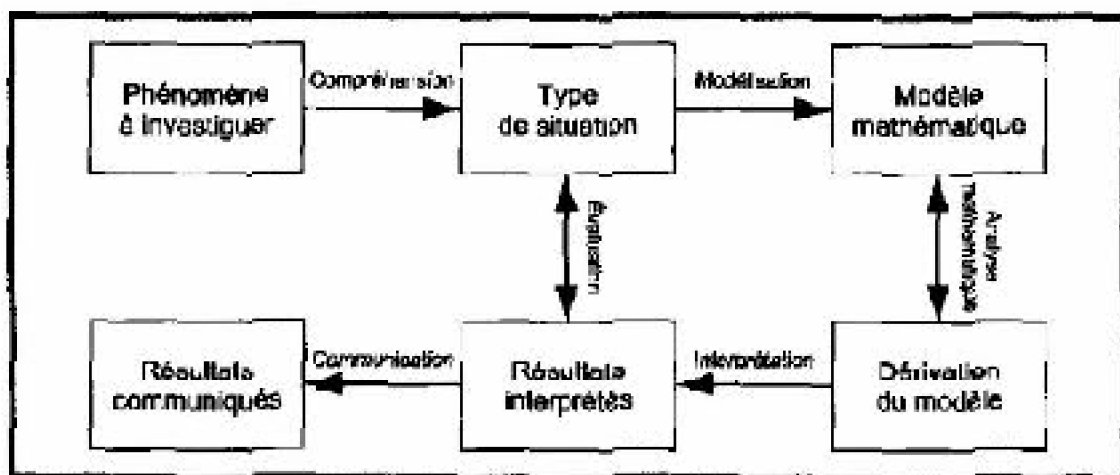 Phénomène
à investiguer
Compréhension
Type
de situation
Modélisation
Modèle
mathématique
Évaluation
Analyse
mathématique
Résultats
communiqués
Communication
Résultats
interprétés
Interprétation
Dérivation
du modèle